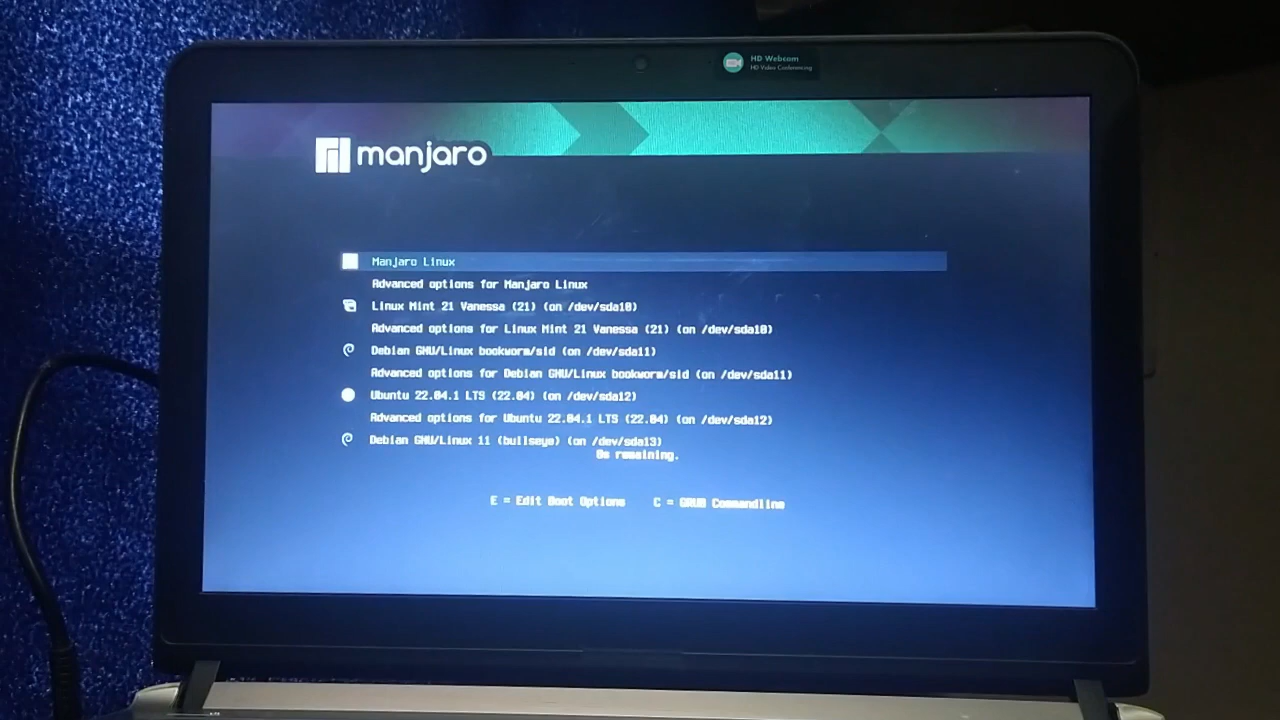 HD Webcam
HD Video Conferencing
manjaro
Manjaro Linux
Advanced options for Manjaro Linux
Linux Mint 21 Vanessa (21) (on /dev/sda10)
Advanced options for Linux Mint 21 Vanessa (21) (on /dev/sda10)
Debian GNU/Linux bookworm/sid (on /dev/sda11)
Advanced options for Debian GNU/Linux bookworm/sid (on /dev/sda11)
Ubuntu 22.04.1 LTS (22.04) (on /dev/sda12)
Advanced options for Ubuntu 22.04.1 LTS (22.04) (on /dev/sda12)
Debian GNU/Linux 11 (bullseye) (on /dev/sda13)
0s remaining.
E = Edit Boot Options C = GRUB Commandline